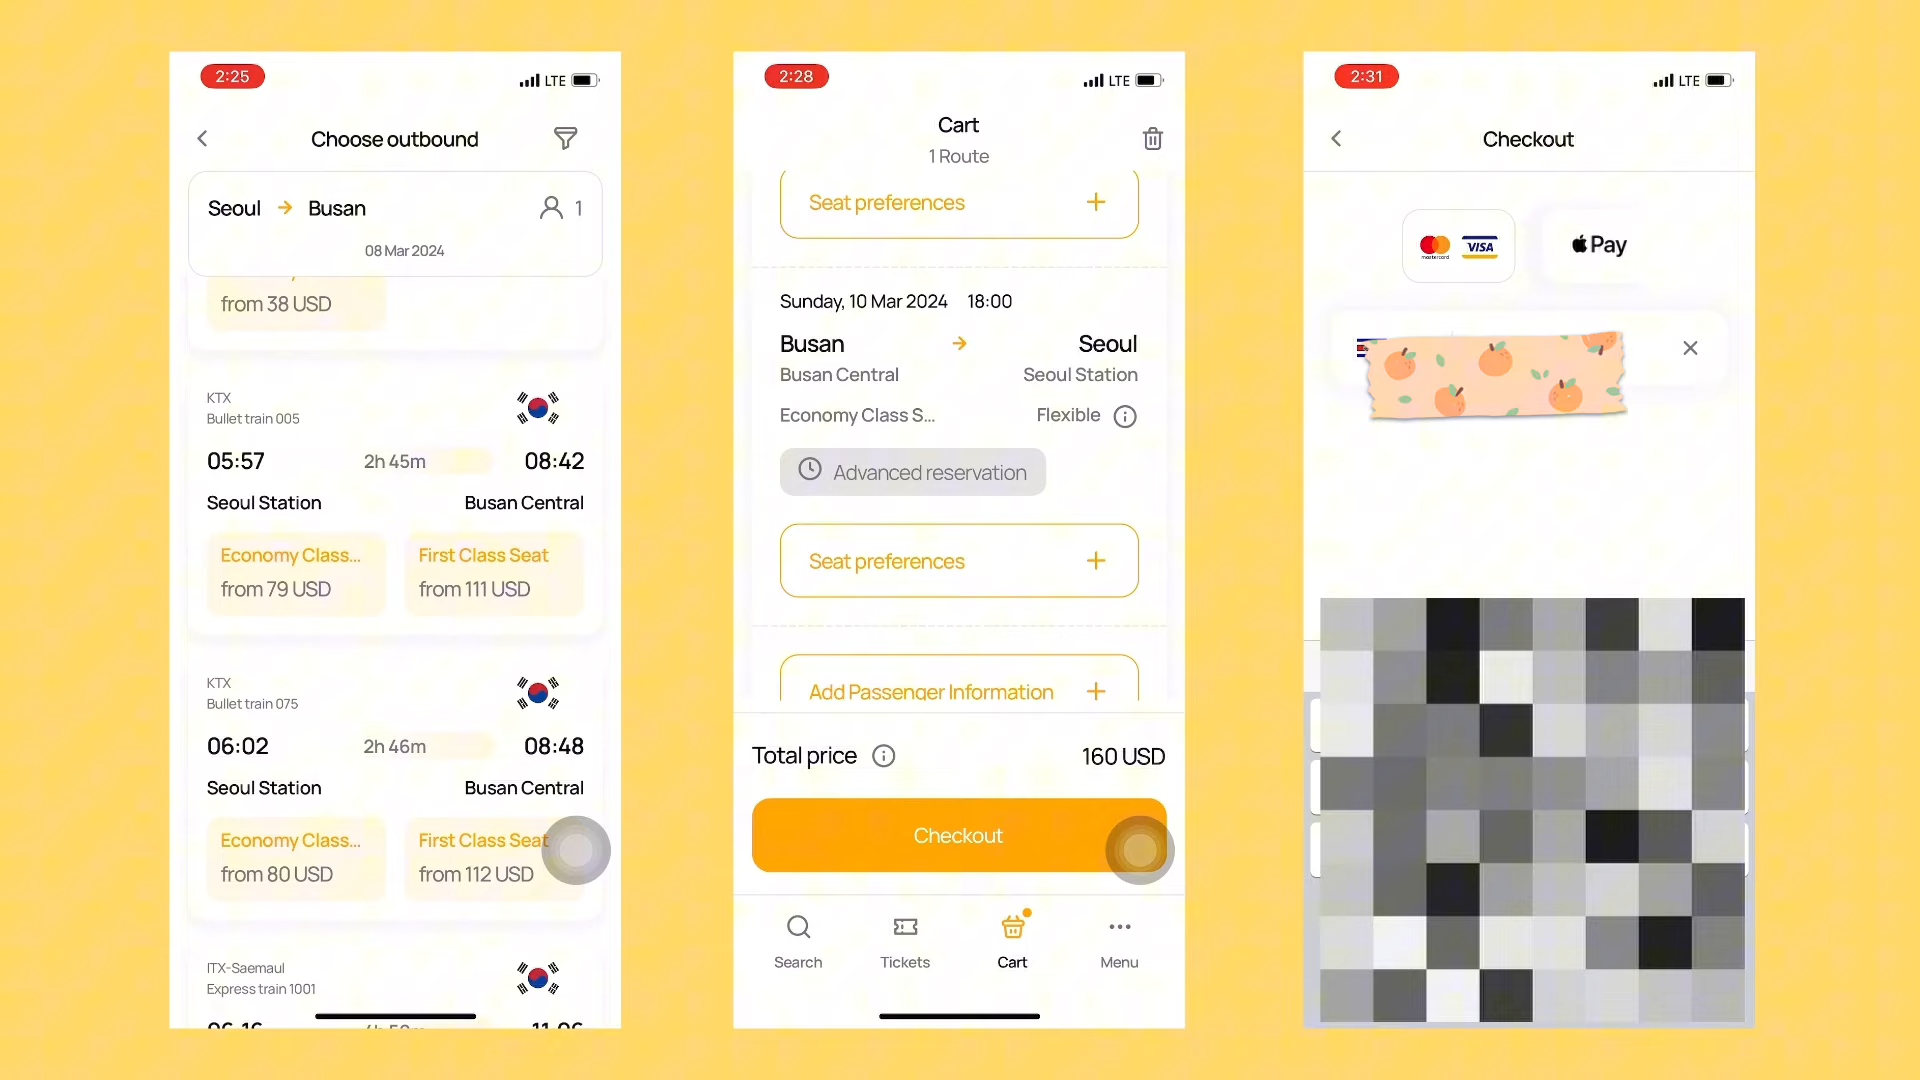 2:25
LTE
Choose outbound
Seoul → Busan 1
08 Mar 2024
from 38 USD
KTX
Bullet train 005
05:57 2h 45m 08:42
Seoul Station Busan Central
Economy Class... First Class Seat
from 79 USD from 111 USD
KTX
Bullet train 075
06:02 2h 46m 08:48
Seoul Station Busan Central
Economy Class... First Class Seat
from 80 USD from 112 USD
ITX-Saemaul
Express train 1001
2:28
LTE
Cart
1 Route
Seat preferences +
Sunday, 10 Mar 2024 18:00
Busan → Seoul
Busan Central Seoul Station
Economy Class S... Flexible
Advanced reservation
Seat preferences +
Add Passenger Information +
Total price 160 USD
Checkout
Search Tickets Cart Menu
2:31
LTE
Checkout
mastercard VISA Pay